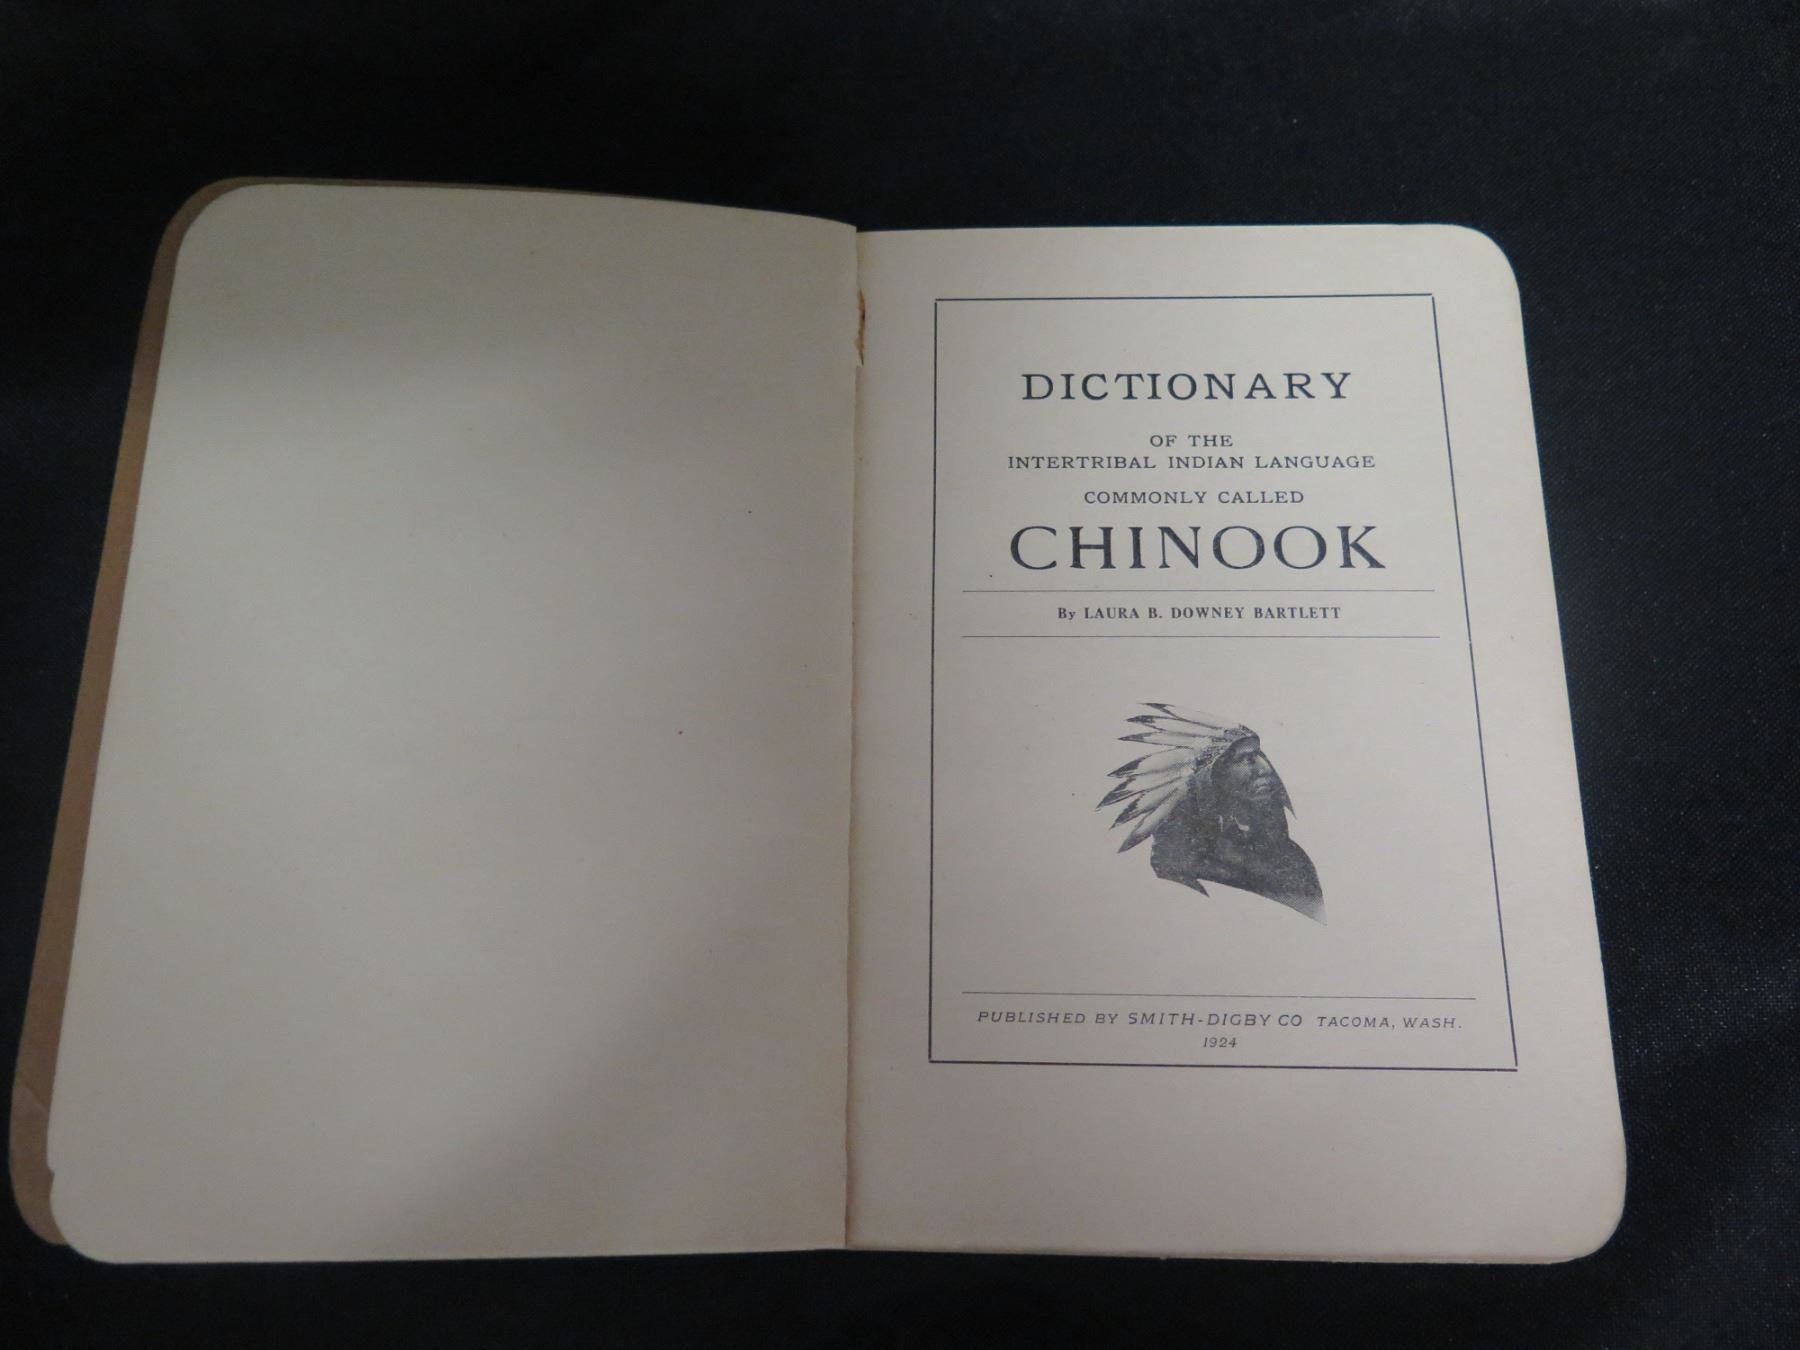 DICTIONARY
OF THE
INTERTRIBAL INDIAN LANGUAGE
COMMONLY CALLED
CHINOOK
By LAURA B. DOWNEY BARTLETT
PUBLISHED BY SMITH-DIGBY CO TACOMA, WASH.
1924